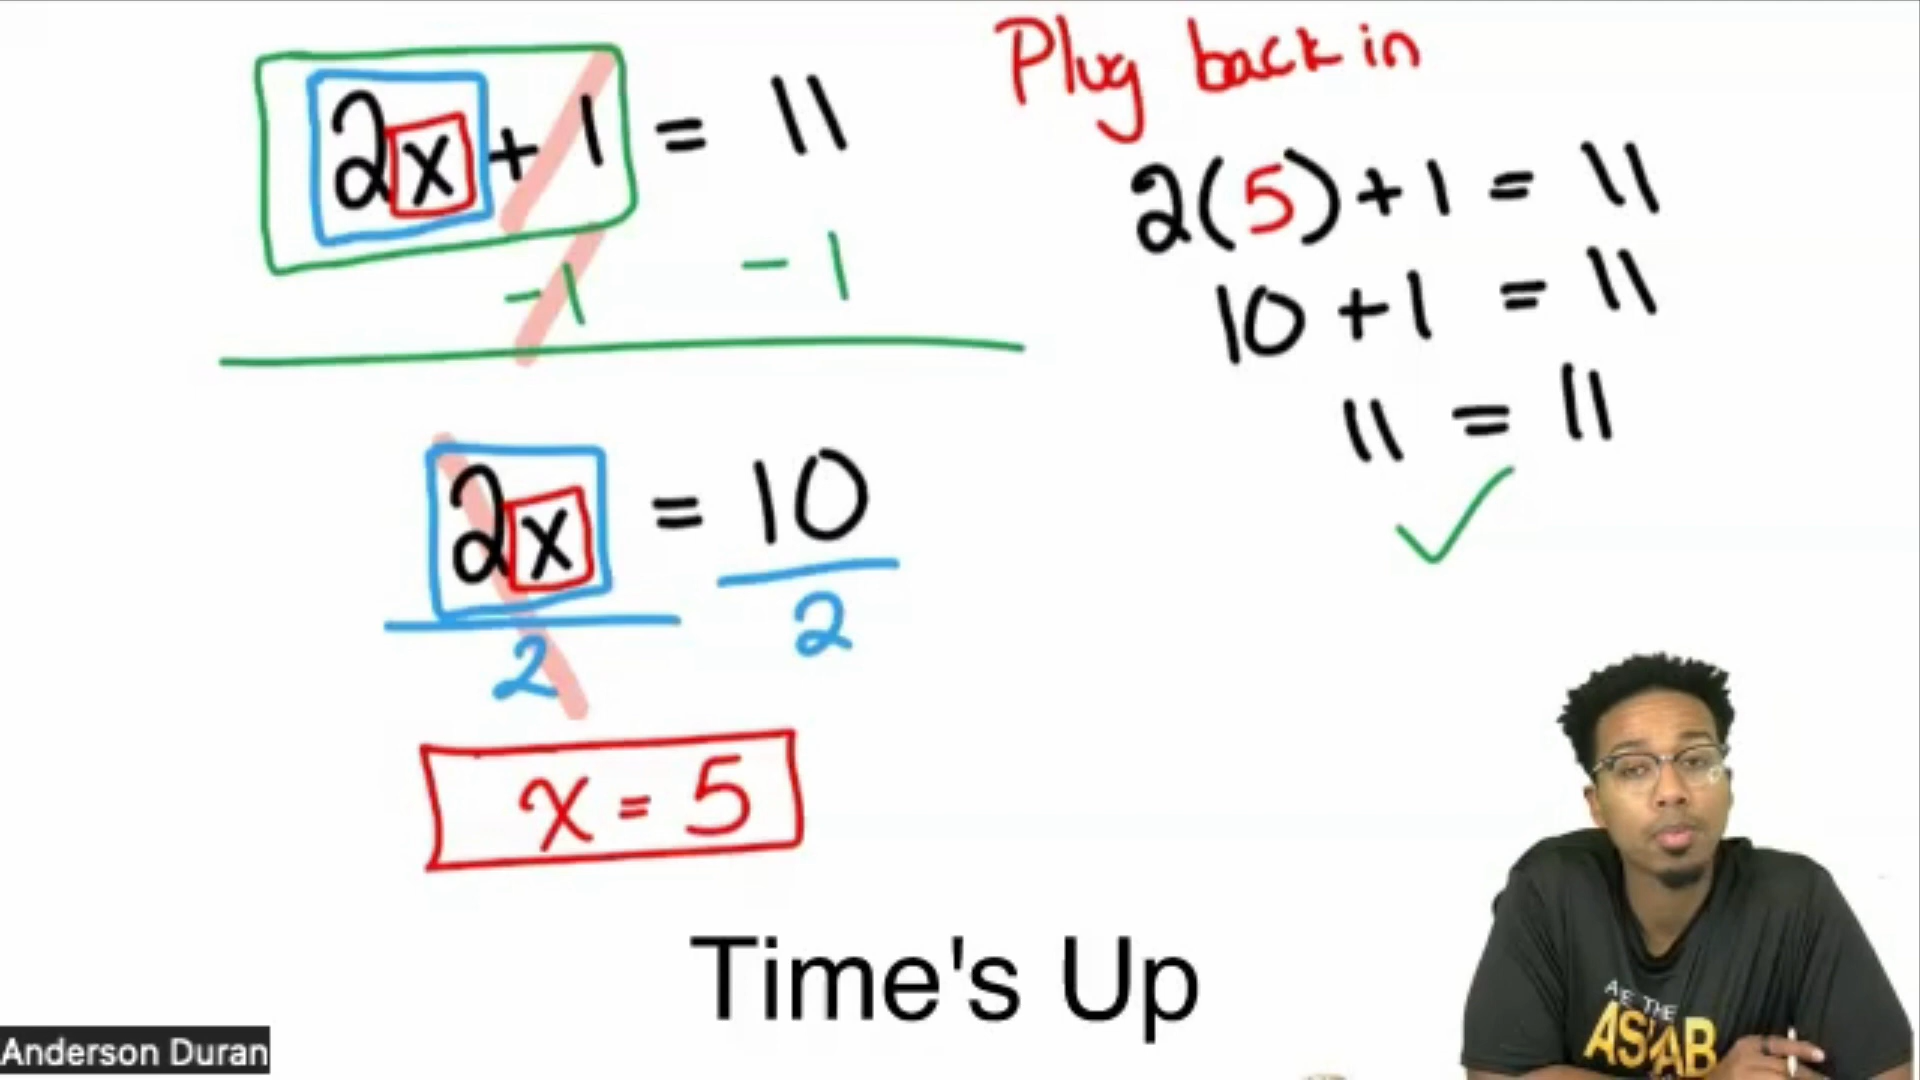 2x + 1 = 11
-1 - 1
2x = 10
2 2
x = 5
Plug back in
2(5)+1 = 11
10 +1 = 11
11 = 11
Time's Up
Anderson Duran
THE